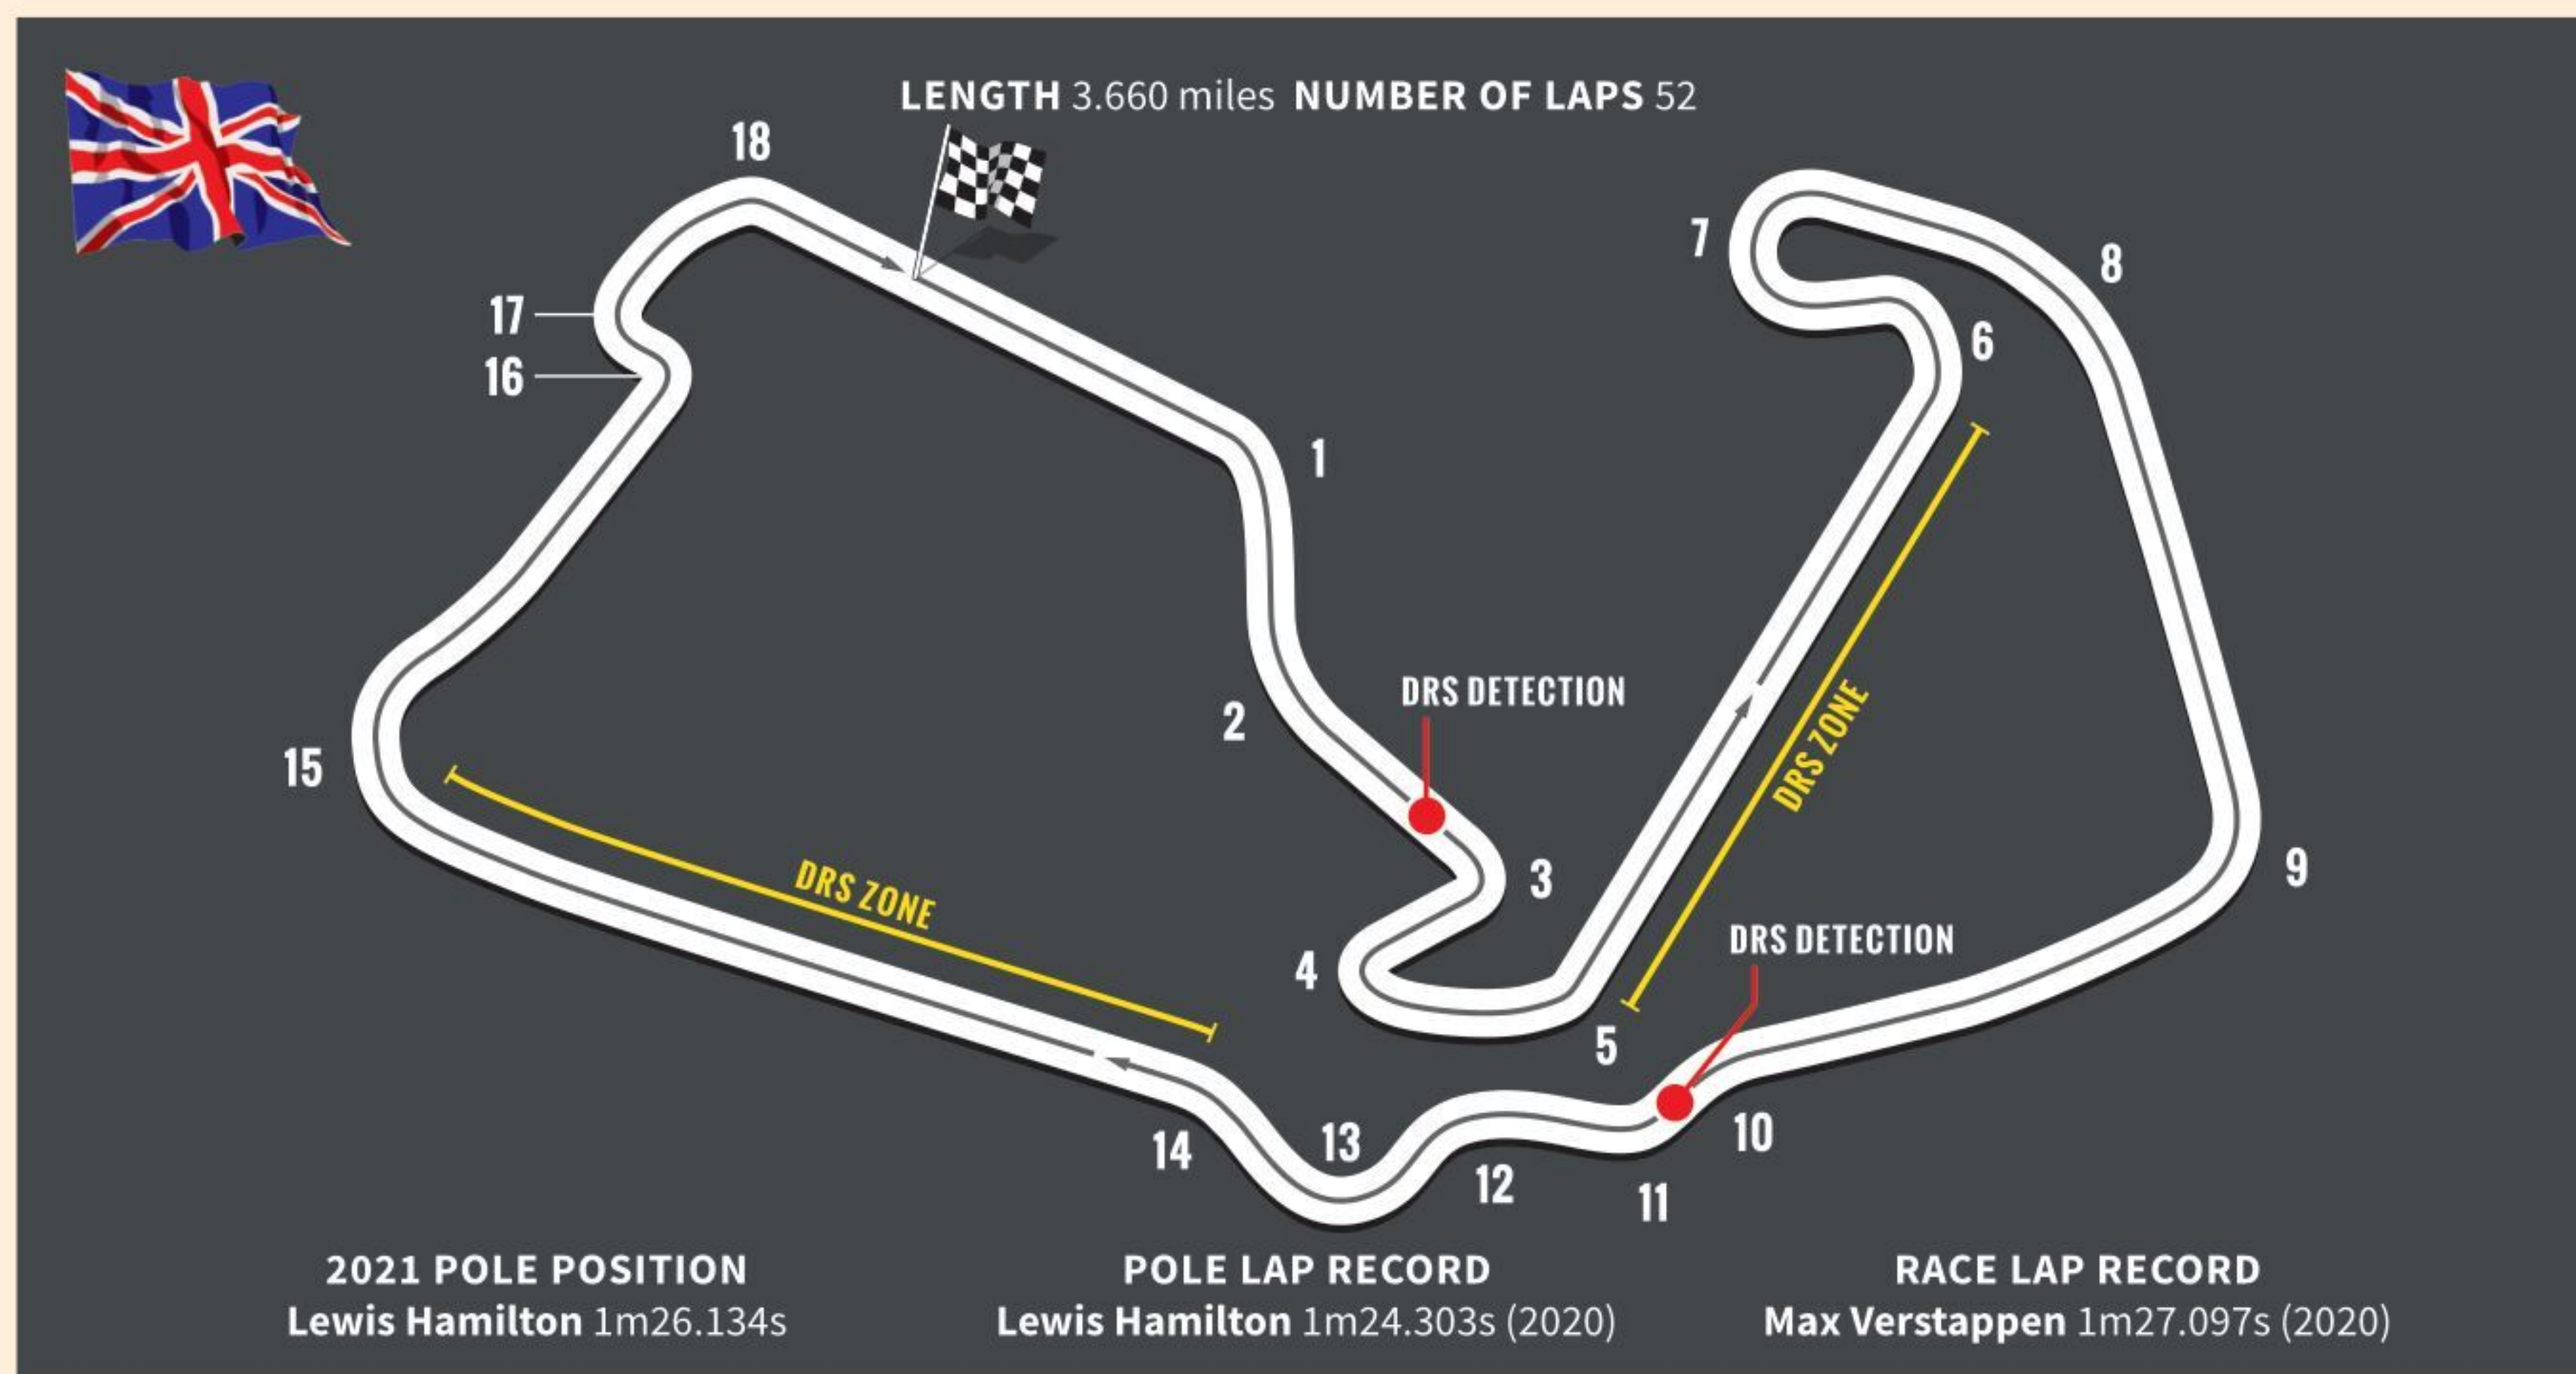 LENGTH 3.660 miles NUMBER OF LAPS 52
18
7
8
17
6
16
1
DRS DETECTION
2
DRS ZONE
15
3
9
DRS ZONE
DRS DETECTION
4
5
10
13
14
12
11
2021 POLE POSITION
Lewis Hamilton 1m26.134s
POLE LAP RECORD
Lewis Hamilton 1m24.303s (2020)
RACE LAP RECORD
Max Verstappen 1m27.097s (2020)